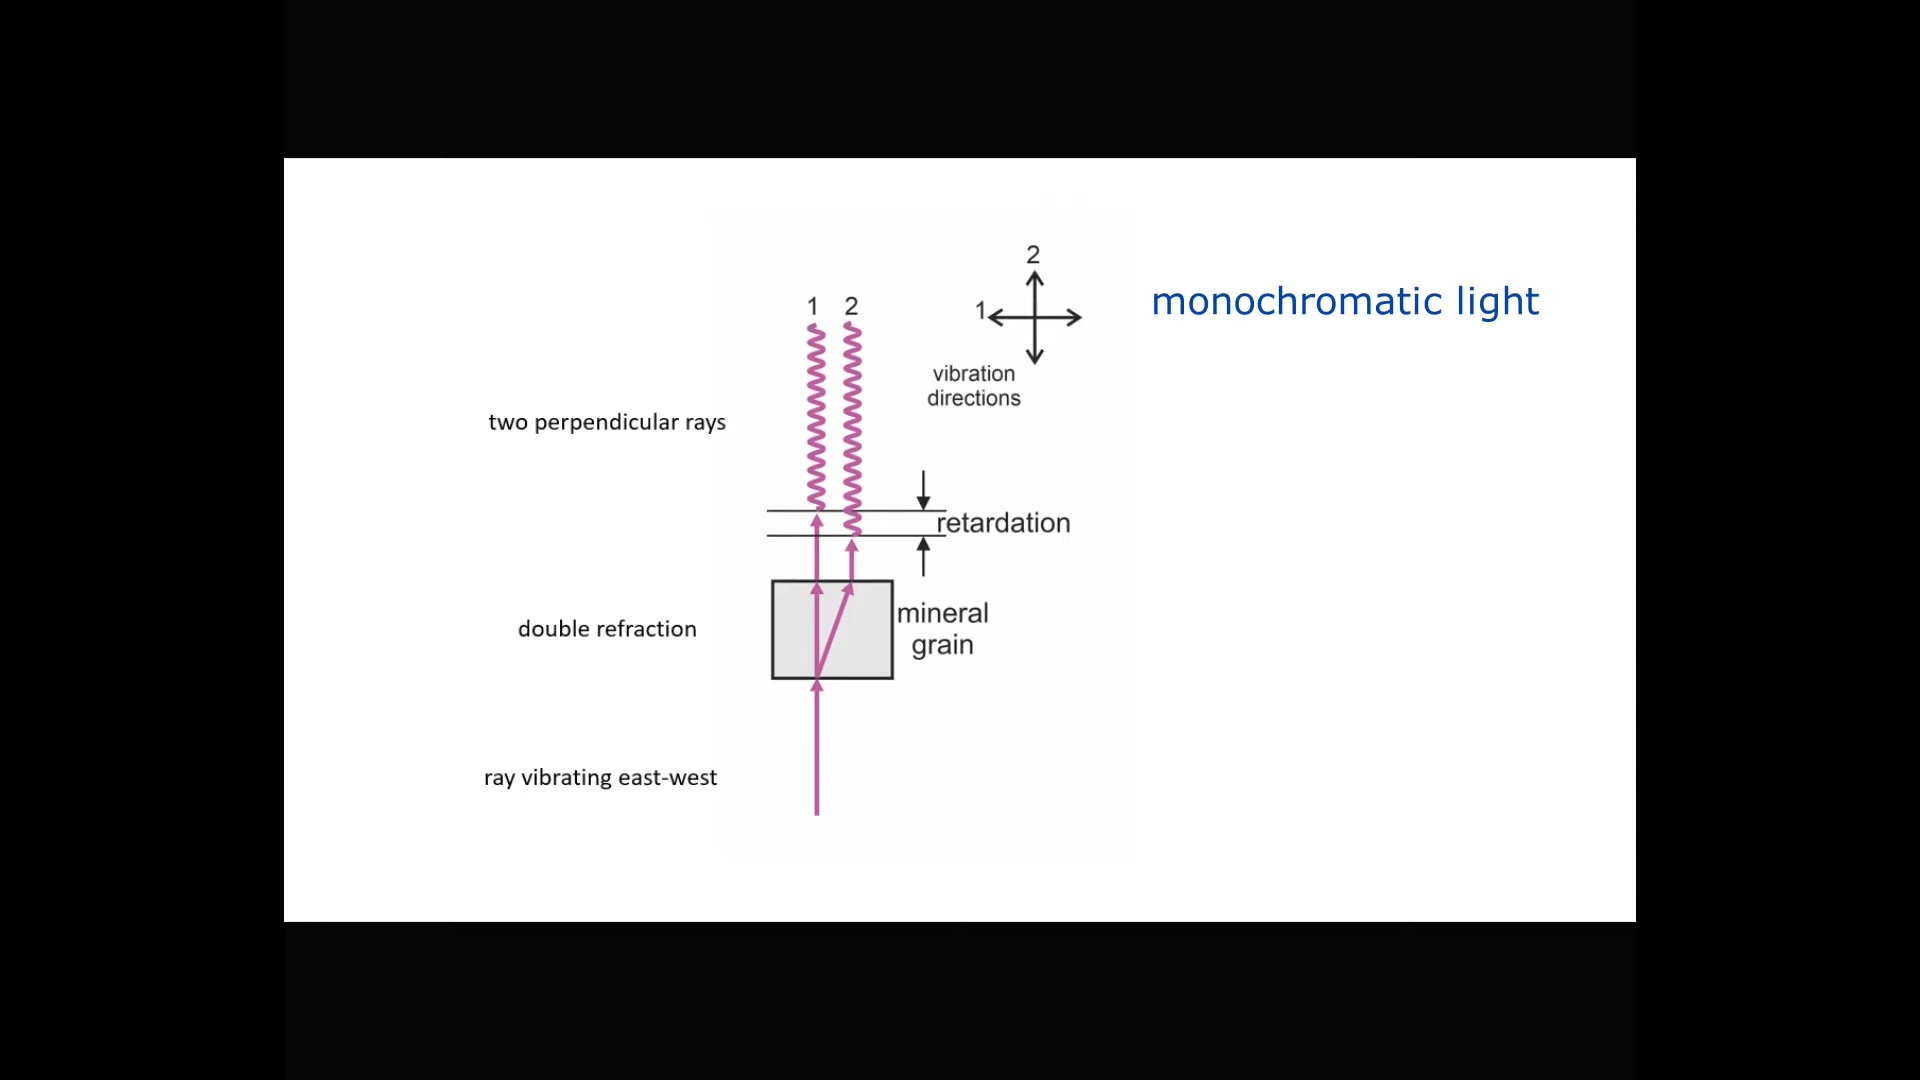 2
1 2
1
monochromatic light
vibration
directions
two perpendicular rays
retardation
mineral
grain
double refraction
ray vibrating east-west